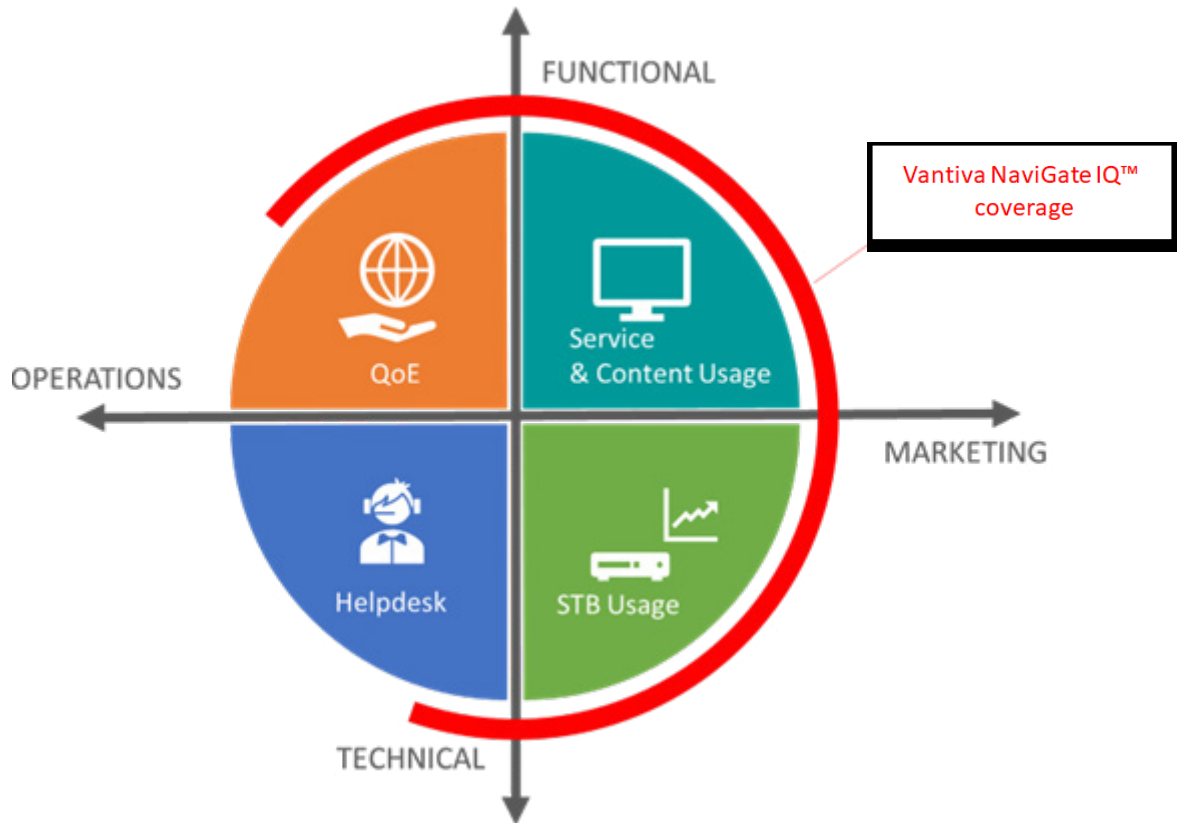 FUNCTIONAL
Vantiva NaviGate IQ™
coverage
Service
& Content Usage
QoE
OPERATIONS
MARKETING
Helpdesk
STB Usage
TECHNICAL